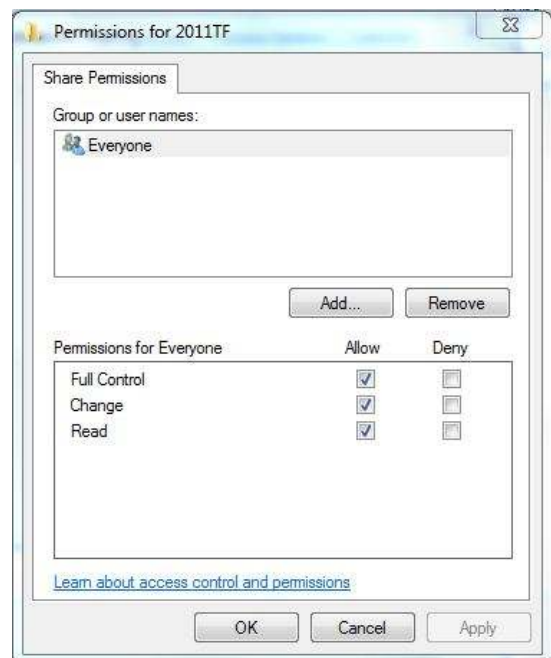 Permissions for 2011TF
Share Permissions
Group or user names:
Everyone
Add... Remove
Permissions for Everyone Allow Deny
Full Control
Change
Read
Learn about access control and permissions
OK Cancel Apply